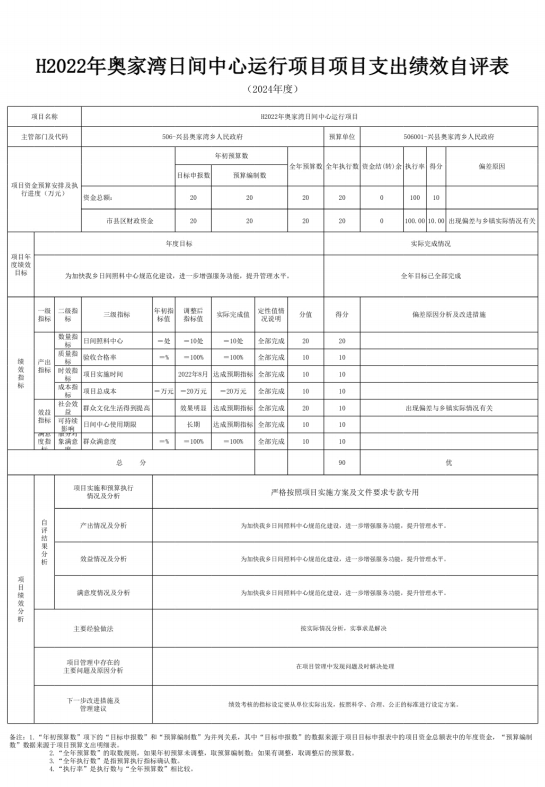 H2022年奥家湾日间中心运行项目项目支出绩效自评表
（2024年度）
项目名称 H2022年奥家湾日间中心运行项目
主管部门及代码 506-兴县奥家湾乡人民政府 预算单位 506001-兴县奥家湾乡人民政府
项目资金预算安排及执行进度（万元） 年初预算数 全年预算数 全年执行数 资金结(转)余 执行率 得分 偏差原因
目标申报数 预算编制数
资金总额： 20 20 20 20 0 100 10
市县区财政资金 20 20 20 20 0 100.00 10.00 出现偏差与乡镇实际情况有关
项目年度绩效目标 年度目标 实际完成情况
为加快我乡日间照料中心规范化建设，进一步增强服务功能，提升管理水平。 全年目标已全部完成
绩效指标 一级指标 二级指标 三级指标 年初指标值 调整后指标值 实际完成值 定性值情况说明 分值 得分 偏差原因分析及改进措施
产出指标 数量指标 日间照料中心 =处 =10处 =10处 全部完成 20 20
质量指标 验收合格率 =% =100% =100% 全部完成 10 10
时效指标 项目实施时间 2022年8月 达成预期指标 全部完成 10 10
成本指标 项目总成本 =万元 =20万元 =20万元 全部完成 10 10
效益指标 社会效益 群众文化生活得到提高 效果明显 达成预期指标 全部完成 20 10 出现偏差与乡镇实际情况有关
可持续影响 日间中心使用期限 长期 达成预期指标 全部完成 10 10
满意度指标 服务对象满意度 群众满意度 =% =100% =100% 全部完成 10 10
总 分 90 优
项目绩效分析 自评结果分析 项目实施和预算执行情况及分析 严格按照项目实施方案及文件要求专款专用
产出情况及分析 为加快我乡日间照料中心规范化建设，进一步增强服务功能，提升管理水平。
效益情况及分析 为加快我乡日间照料中心规范化建设，进一步增强服务功能，提升管理水平。
满意度情况及分析 为加快我乡日间照料中心规范化建设，进一步增强服务功能，提升管理水平。
主要经验做法 按实际情况分析，实事求是解决
项目管理中存在的主要问题及原因分析 在项目管理中发现问题及时解决处理
下一步改进措施及管理建议 绩效考核的指标设定要从单位实际出发，按照科学、合理、公正的标准进行设定方案。
备注：1.“年初预算数”项下的“目标申报数”和“预算编制数”为并列关系，其中“目标申报数”的数据来源于项目目标申报表中的项目资金总额表中的年度资金，“预算编制
数”数据来源于项目预算支出明细表。
2.“全年预算数”的取数规则，如果年初预算未调整，取预算编制数；如果有调整，取调整后的预算数。
3.“全年执行数”是指预算执行指标确认数。
4.“执行率”是执行数与“全年预算数”相比较。